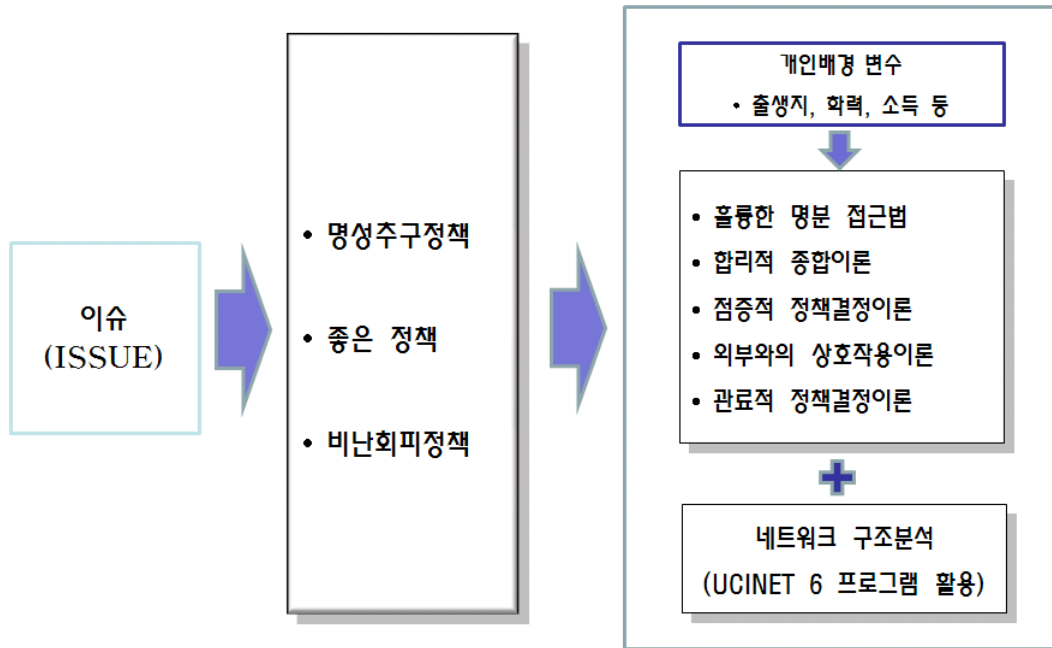 이슈
(ISSUE)
• 명성추구정책
• 좋은 정책
• 비난회피정책
개인배경 변수
• 출생지, 학력, 소득 등
• 훌륭한 명분 접근법
• 합리적 종합이론
• 점증적 정책결정이론
• 외부와의 상호작용이론
• 관료적 정책결정이론
네트워크 구조분석
(UCINET 6 프로그램 활용)